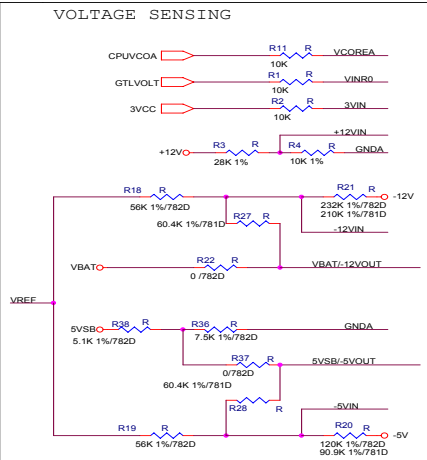 VOLTAGE SENSING
CPUVCOA R11 R VCOREA
10K
GTLVOLT R1 R VINR0
10K
3VCC R2 R 3VIN
10K
+12VIN
+12V R3 R R4 R GNDA
28K 1% 10K 1%
R18 R R21 R -12V
56K 1%/782D 232K 1%/782D
R27 R 210K 1%/781D
60.4K 1%/781D
-12VIN
VBAT R22 R VBAT/-12VOUT
0 /782D
VREF
5VSB R38 R R36 R GNDA
5.1K 1%/782D 7.5K 1%/782D
R37 R 5VSB/-5VOUT
0/782D
60.4K 1%/781D
R28 R
-5VIN
R19 R R20 R -5V
56K 1%/782D 120K 1%/782D
90.9K 1%/781D